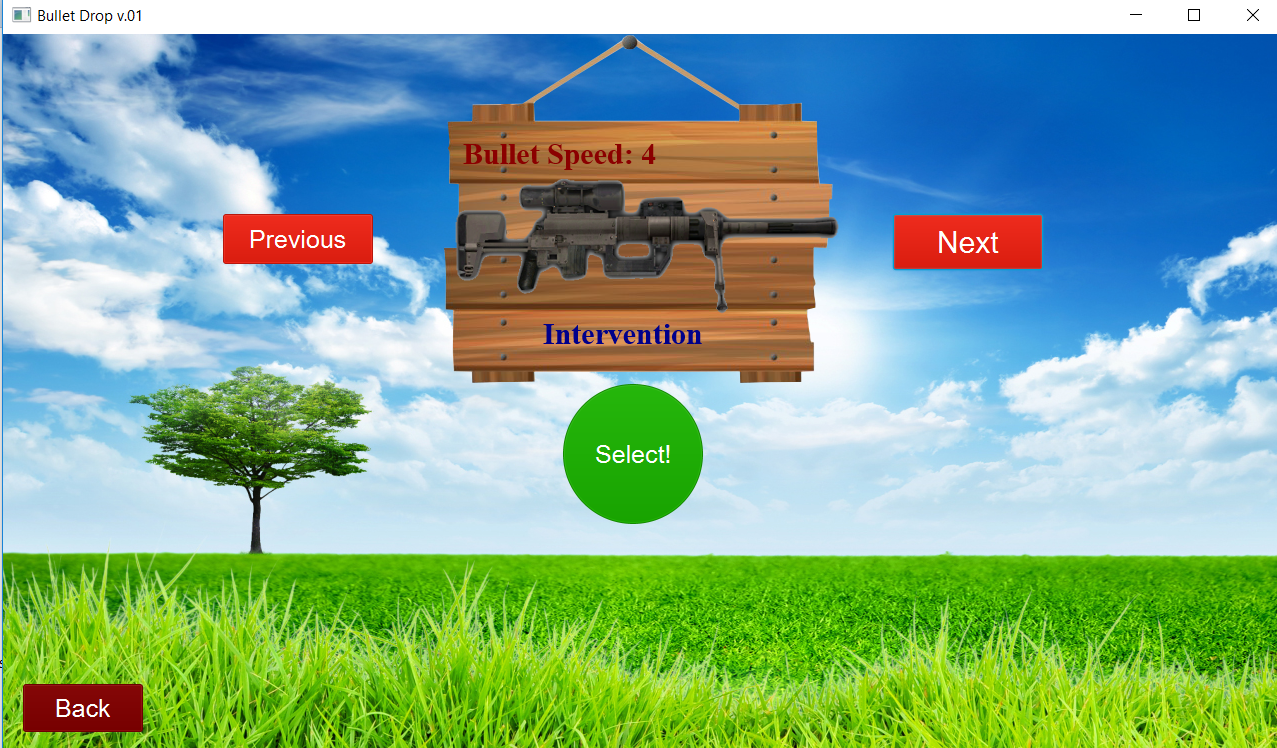 Bullet Drop v.01
Bullet Speed: 4
Previous
Next
Intervention
Select!
Back